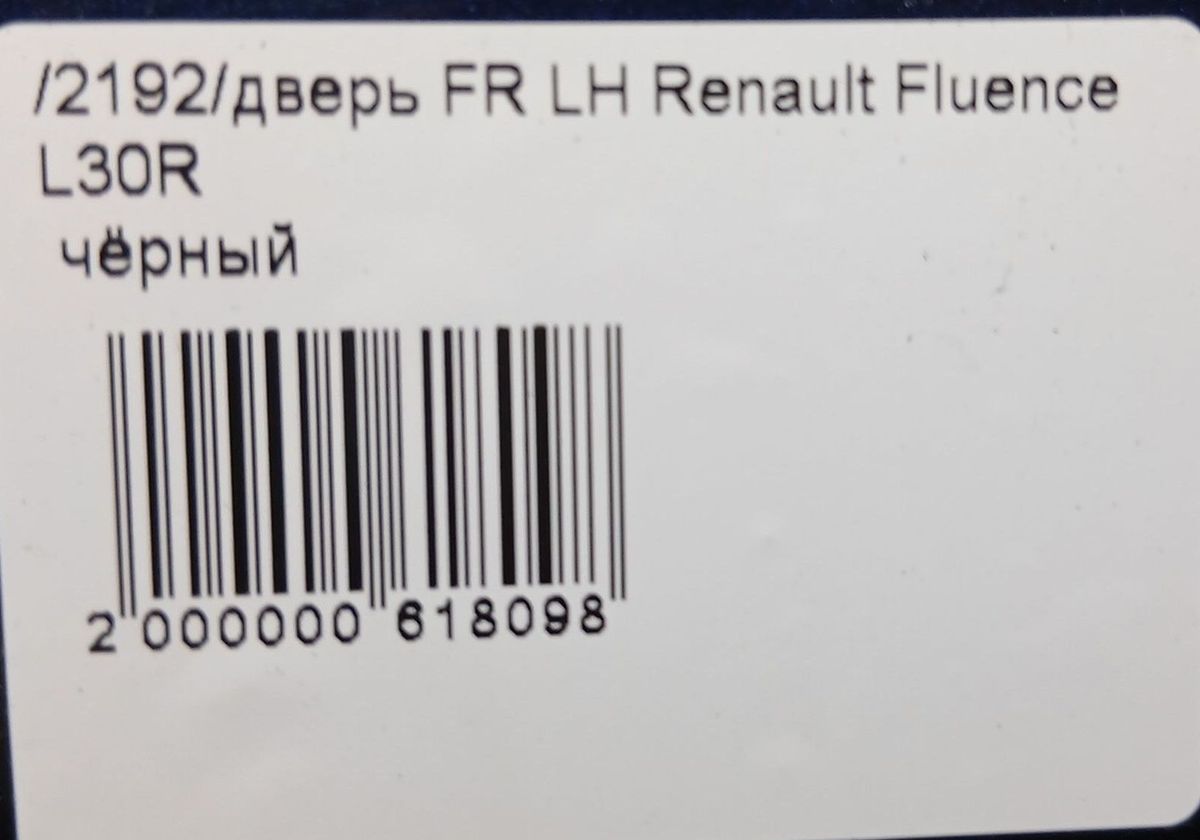 /2192/дверь FR LH Renault Fluence
L30R
чёрный
2 000000 618098